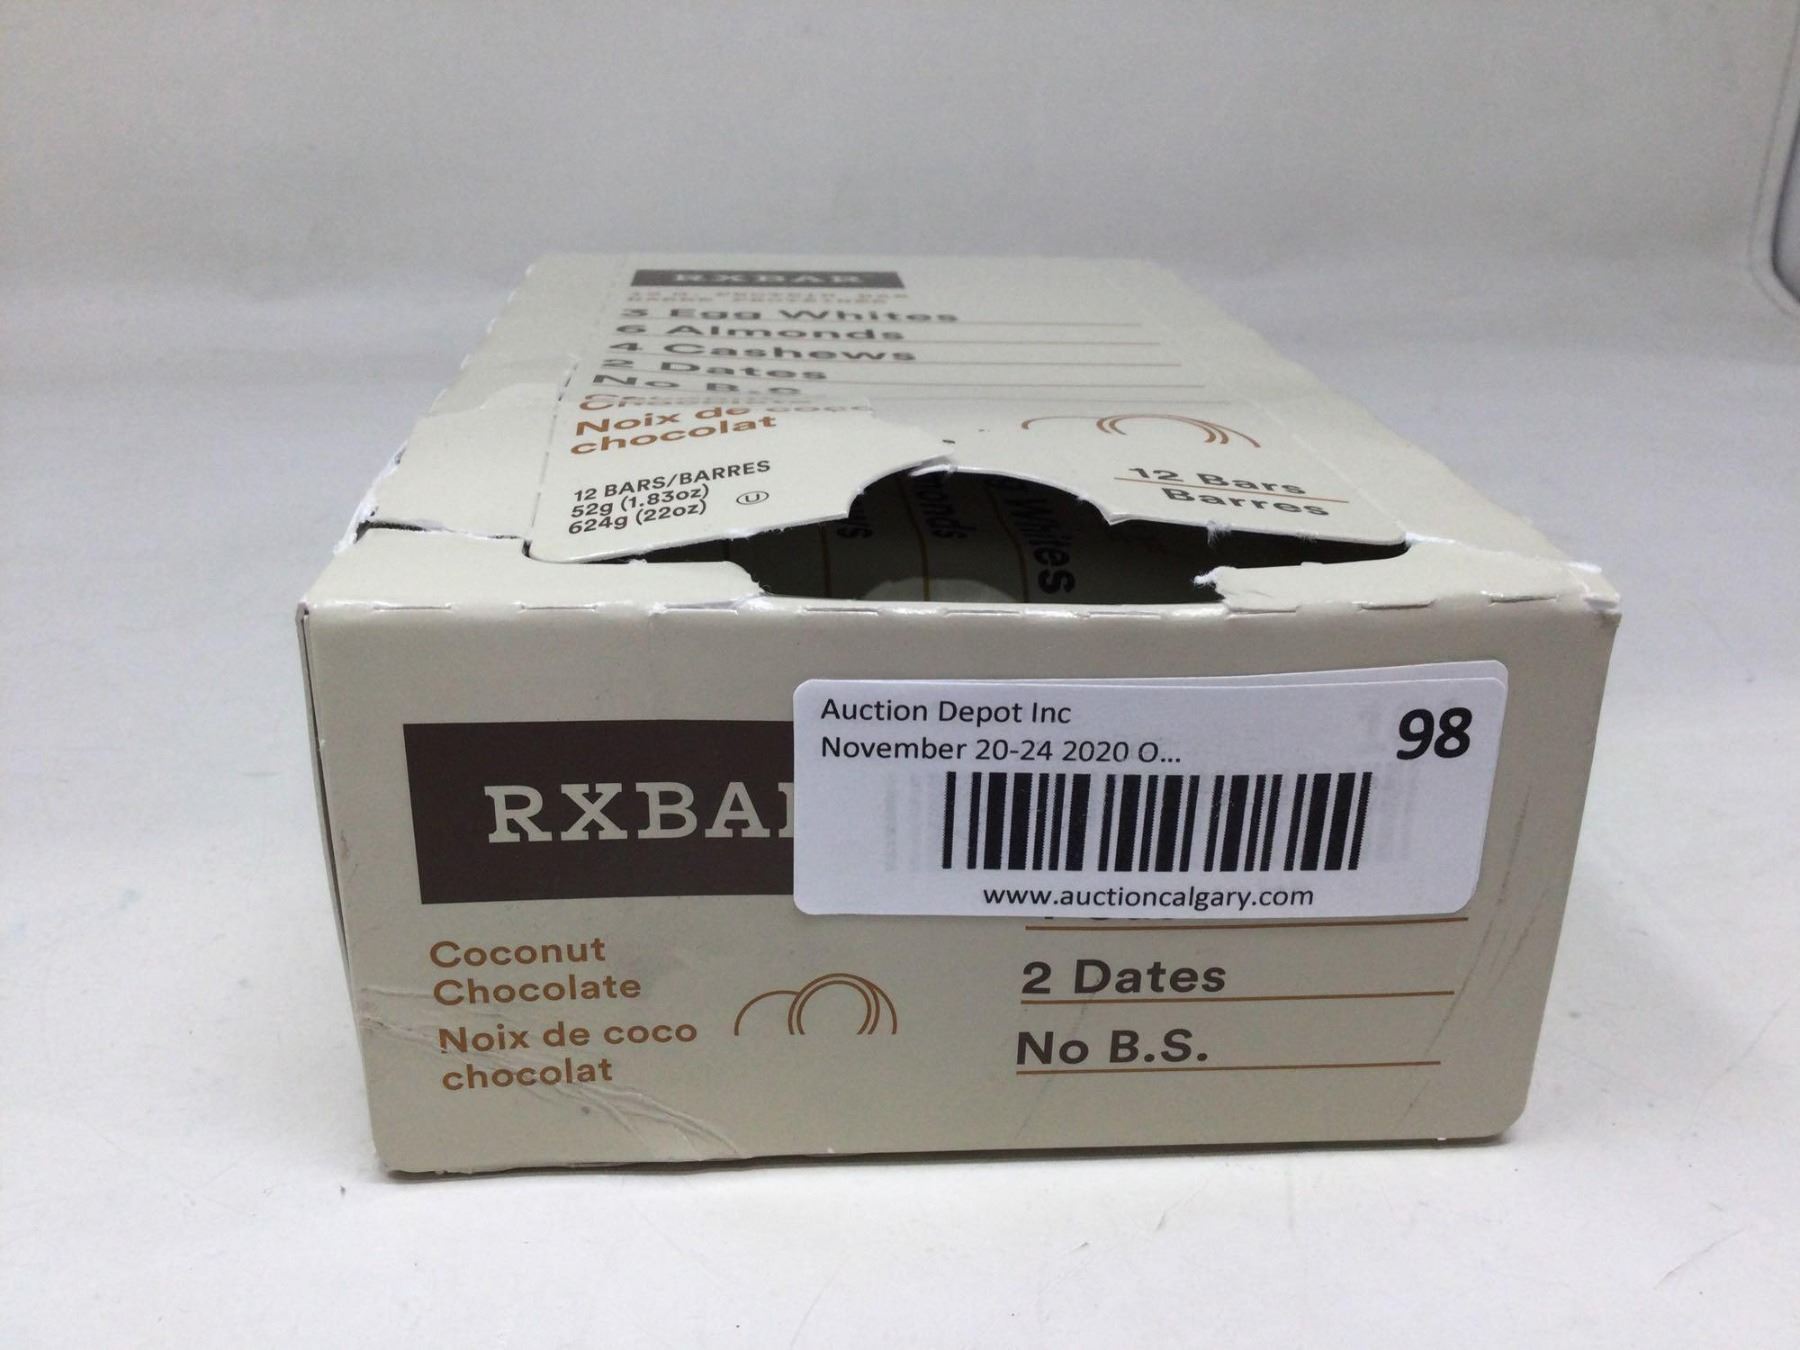 RXBAR
3 Egg Whites
6 Almonds
4 Cashews
2 Dates
No B.S.
Noix de coco
chocolat
12 BARS/BARRES
52g (1.83oz)
624g (22oz)
U
12 Bars
Barres
Auction Depot Inc
98
November 20-24 2020 O...
www.auctioncalgary.com
RXBA
Coconut
Chocolate
Noix de coco
chocolat
2 Dates
No B.S.